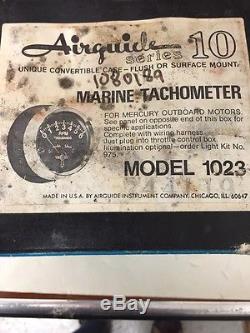 Airguide series 10
UNIQUE CONVERTIBLE CASE - FLUSH OR SURFACE MOUNT.
1080189
MARINE TACHOMETER
FOR MERCURY OUTBOARD MOTORS.
See panel on opposite end of this box for
specific applications.
Complete with wiring harness
Just plug into throttle control box.
Illumination optional—order Light Kit No.
975.
RPM
MODEL 1023
MADE IN U.S.A. BY AIRGUIDE INSTRUMENT COMPANY, CHICAGO, ILL. 60647